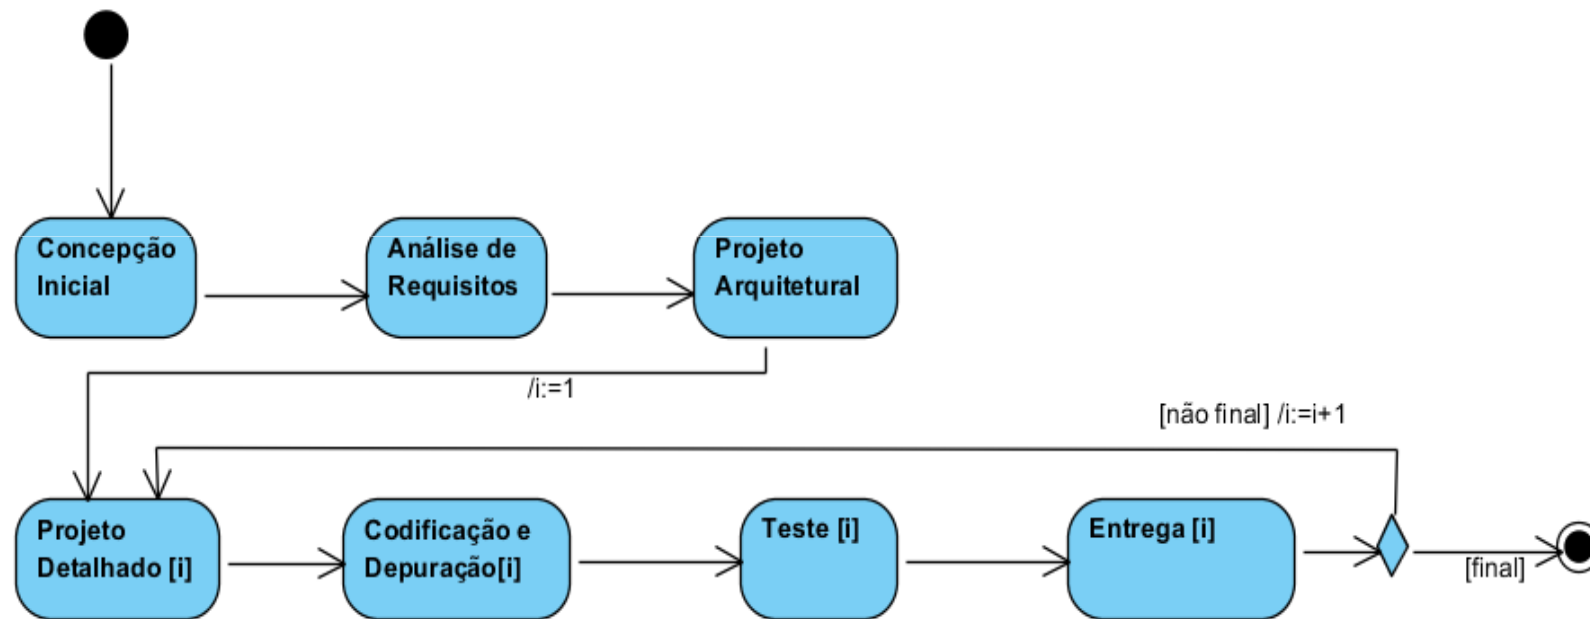 Concepção
Inicial
Análise de
Requisitos
Projeto
Arquitetural
/i:=1
[não final] /i:=i+1
Projeto
Detalhado [i]
Codificação e
Depuração[i]
Teste [i]
Entrega [i]
[final]